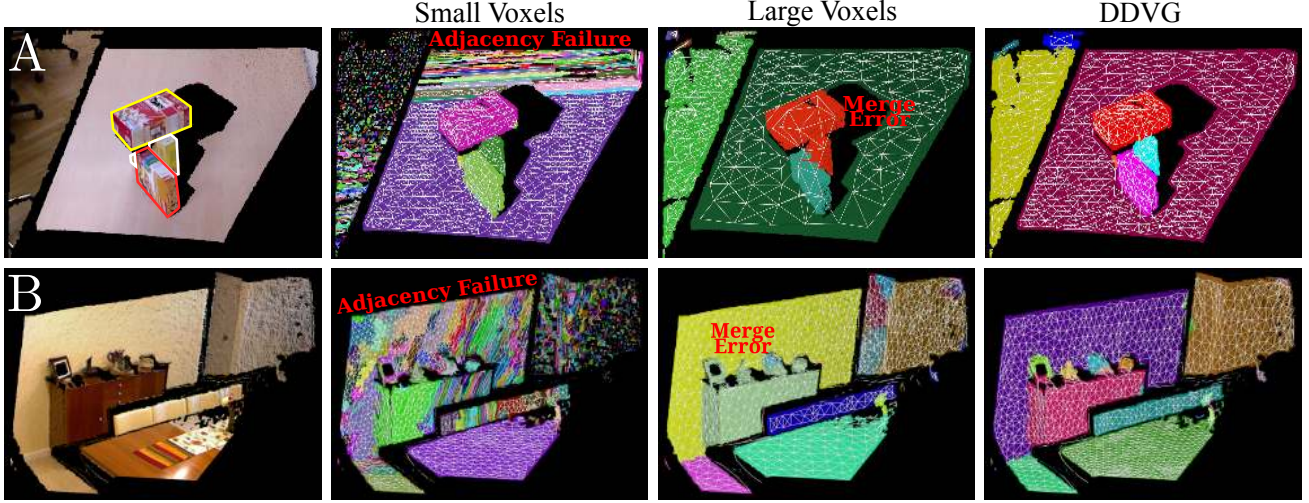 Small Voxels
Large Voxels
DDVG
A
Adjacency Failure
Merge
Error
B
Adjacency Failure
Merge
Error